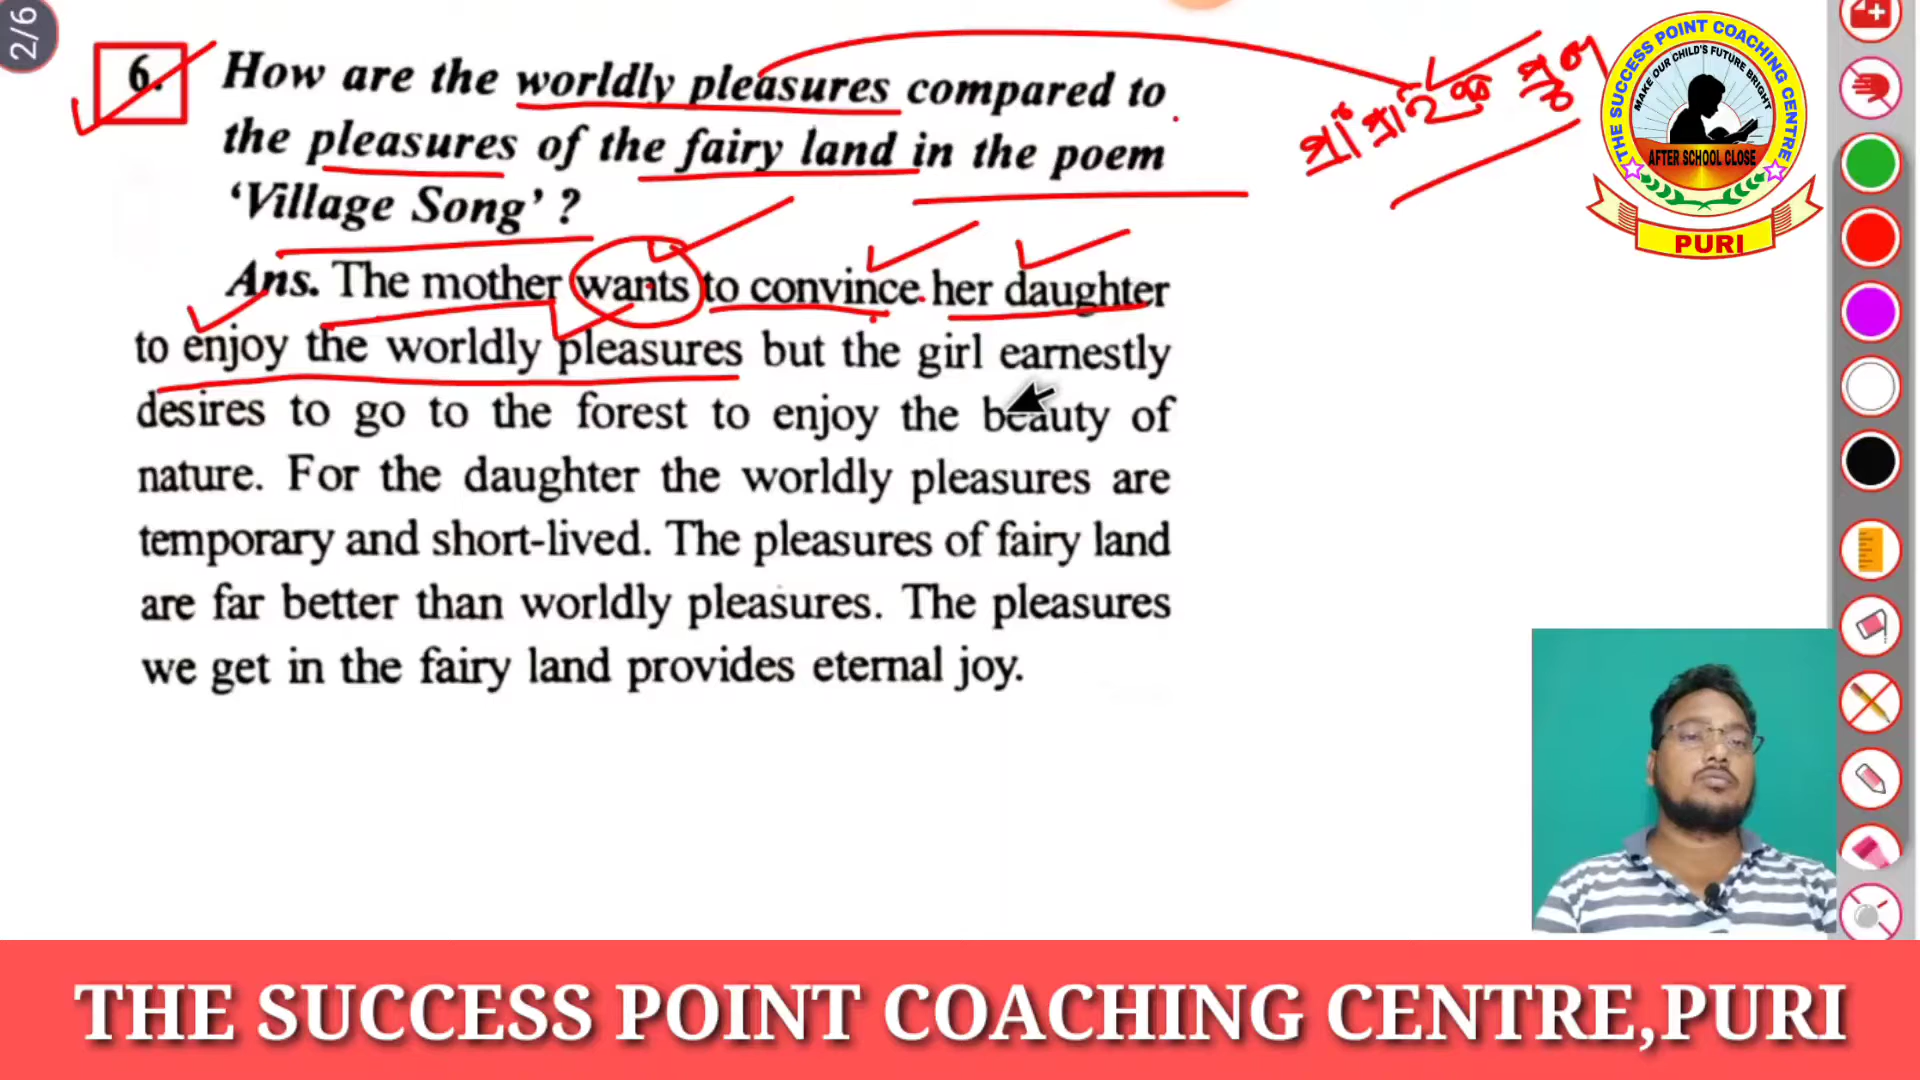 2/6
6. How are the worldly pleasures compared to
the pleasures of the fairy land in the poem
‘Village Song’ ?
Ans. The mother wants to convince her daughter
to enjoy the worldly pleasures but the girl earnestly
desires to go to the forest to enjoy the beauty of
nature. For the daughter the worldly pleasures are
temporary and short-lived. The pleasures of fairy land
are far better than worldly pleasures. The pleasures
we get in the fairy land provides eternal joy.
THE SUCCESS POINT COACHING CENTRE
MAKE OUR CHILD'S FUTURE BRIGHT
AFTER SCHOOL CLOSE
PURI
THE SUCCESS POINT COACHING CENTRE,PURI